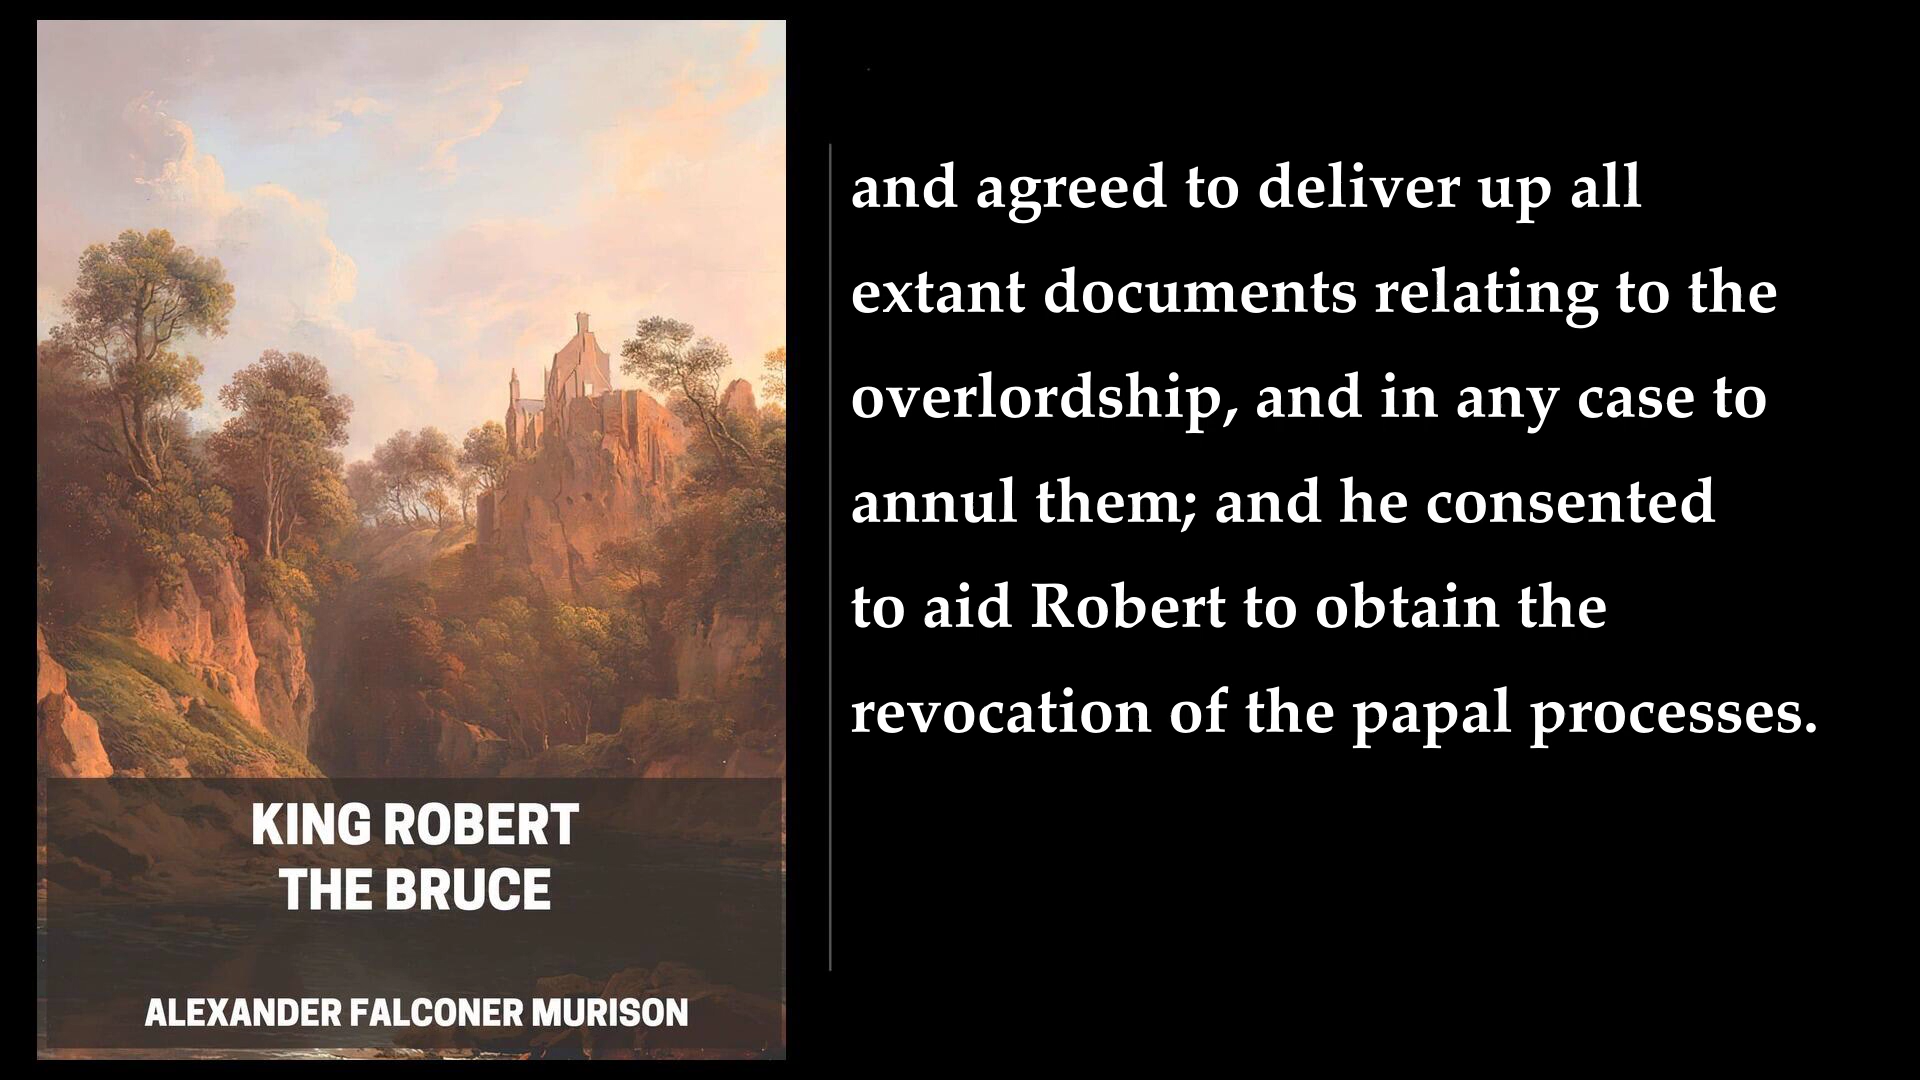 KING ROBERT
THE BRUCE
ALEXANDER FALCONER MURISON
and agreed to deliver up all
extant documents relating to the
overlordship, and in any case to
annul them; and he consented
to aid Robert to obtain the
revocation of the papal processes.